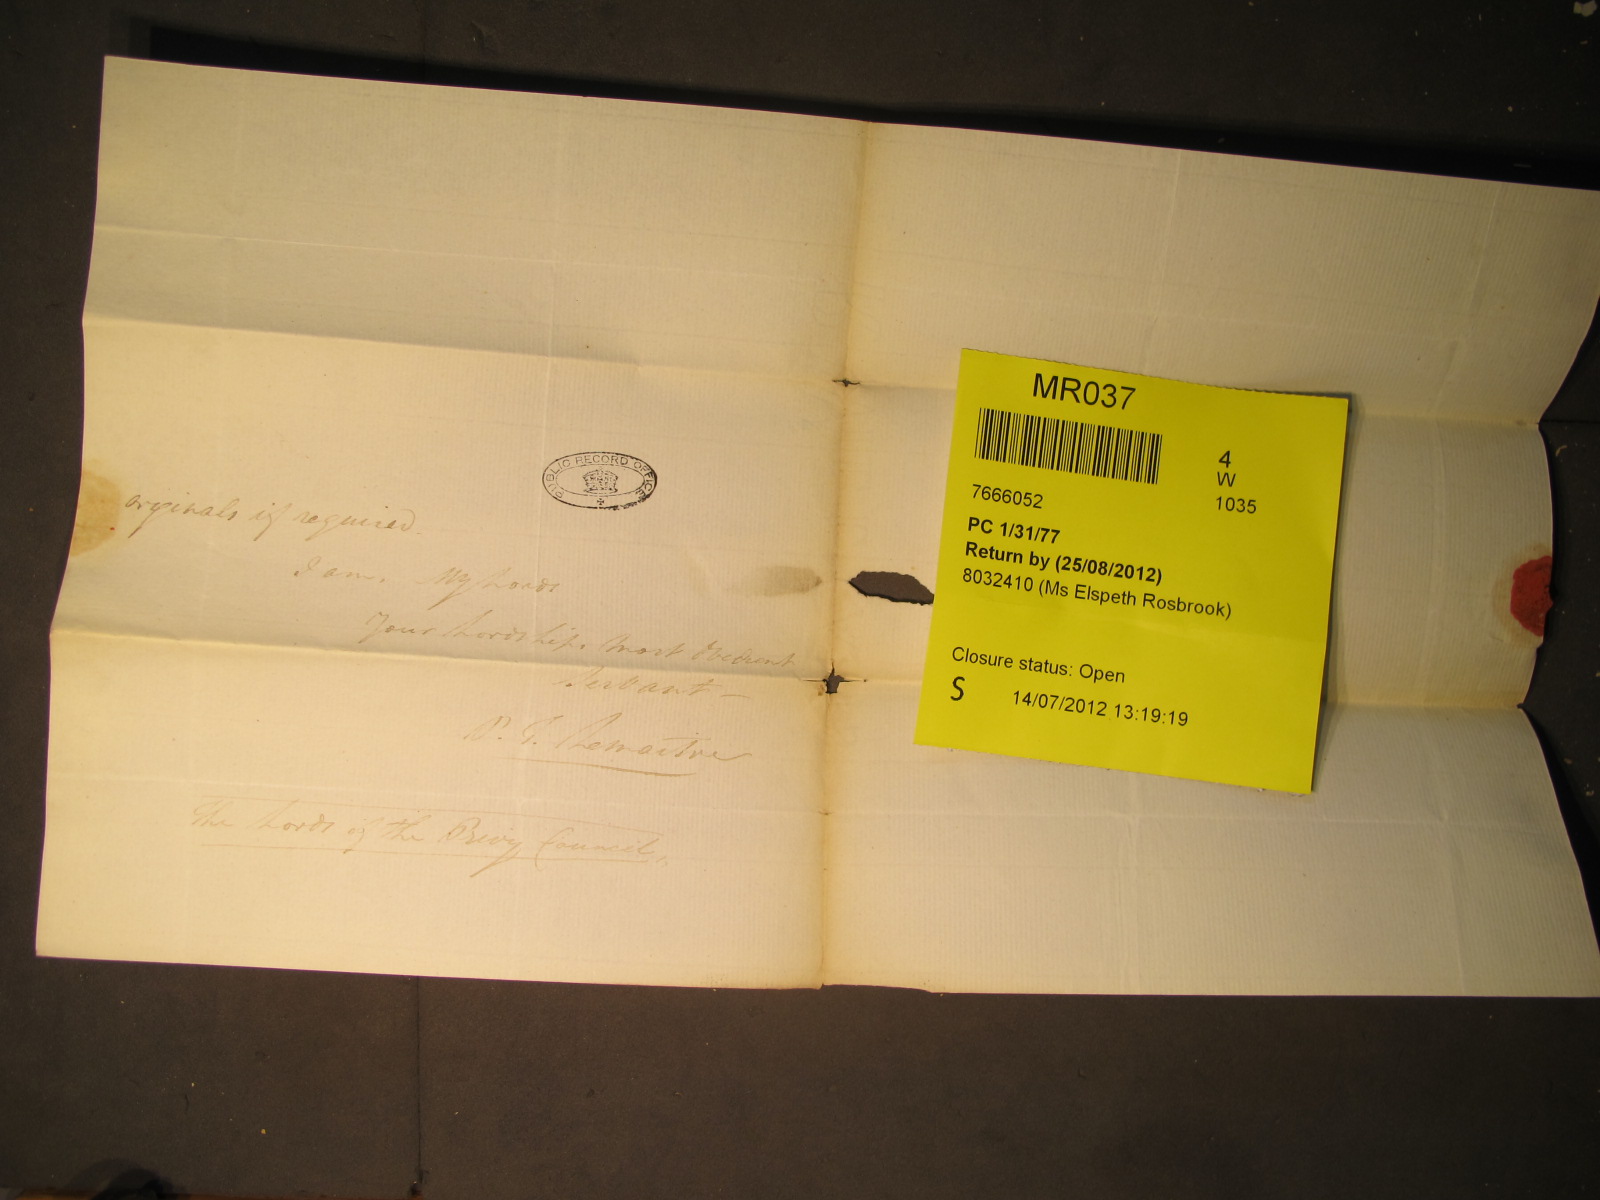 PUBLIC RECORD OFFICE
originals if required.
I am. My Lords
Your Lordships most Obedient
Servant —
P. T. Lemaitre
The Lords of the Privy Council,,
MR037
4
W
1035
7666052
PC 1/31/77
Return by (25/08/2012)
8032410 (Ms Elspeth Rosbrook)
Closure status: Open
S
14/07/2012 13:19:19